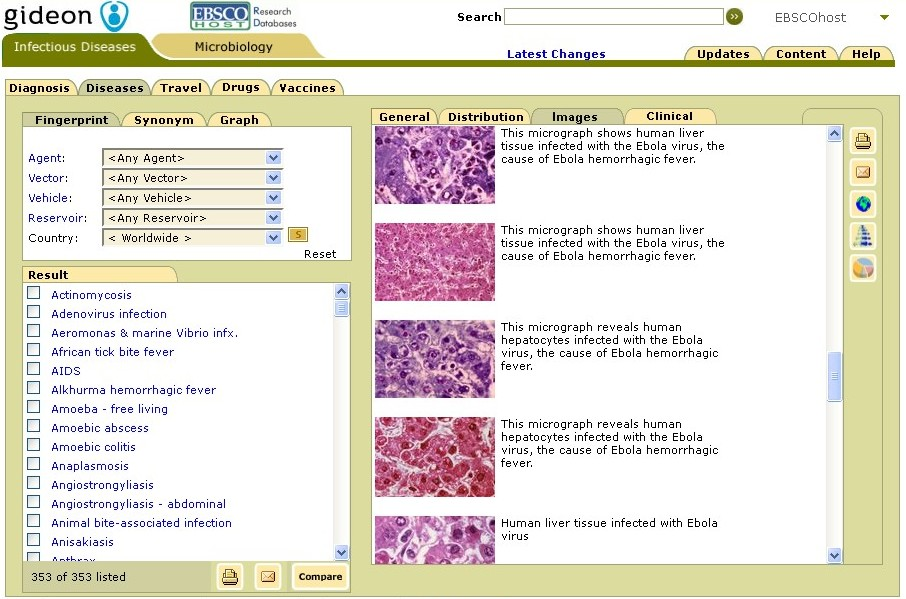 gideon
EBSCO HOST Research Databases
Search
EBSCOhost
Infectious Diseases
Microbiology
Latest Changes
Updates
Content
Help
Diagnosis
Diseases
Travel
Drugs
Vaccines
Fingerprint
Synonym
Graph
Agent: <Any Agent>
Vector: <Any Vector>
Vehicle: <Any Vehicle>
Reservoir: <Any Reservoir>
Country: < Worldwide > S
Reset
Result
Actinomycosis
Adenovirus infection
Aeromonas & marine Vibrio infx.
African tick bite fever
AIDS
Alkhurma hemorrhagic fever
Amoeba - free living
Amoebic abscess
Amoebic colitis
Anaplasmosis
Angiostrongyliasis
Angiostrongyliasis - abdominal
Animal bite-associated infection
Anisakiasis
Anthrax
353 of 353 listed
Compare
General
Distribution
Images
Clinical
This micrograph shows human liver
tissue infected with the Ebola virus, the
cause of Ebola hemorrhagic fever.
This micrograph shows human liver
tissue infected with the Ebola virus, the
cause of Ebola hemorrhagic fever.
This micrograph reveals human
hepatocytes infected with the Ebola
virus, the cause of Ebola hemorrhagic
fever.
This micrograph reveals human
hepatocytes infected with the Ebola
virus, the cause of Ebola hemorrhagic
fever.
Human liver tissue infected with Ebola
virus